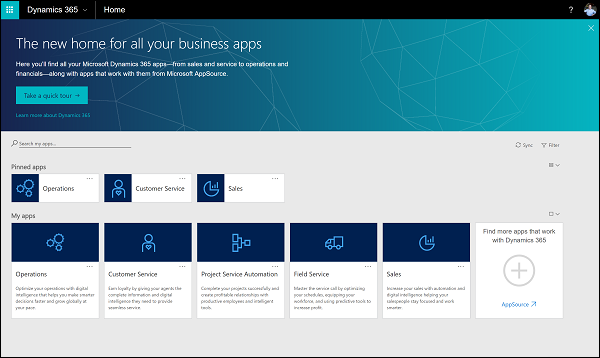 Dynamics 365
Home
?
The new home for all your business apps
Here you'll find all your Microsoft Dynamics 365 apps—from sales and service to operations and
financials—along with apps that work with them from Microsoft AppSource.
Take a quick tour →
Learn more about Dynamics 365
Search my apps...
Sync
Filter
Pinned apps
Operations
Customer Service
Sales
My apps
Operations
Optimize your operations with digital
intelligence that helps you make smarter
decisions faster and grow globally at
your pace.
Customer Service
Earn loyalty by giving your agents the
complete information and digital
intelligence they need to provide
seamless service.
Project Service Automation
Complete your projects successfully and
create profitable relationships with
productive employees and intelligent
tools.
Field Service
Master the service call by optimizing
your schedules, equipping your
workforce, and using predictive tools to
increase profit.
Sales
Increase your sales with automation and
digital intelligence helping your
salespeople stay focused and work
smarter.
Find more apps that work
with Dynamics 365
AppSource